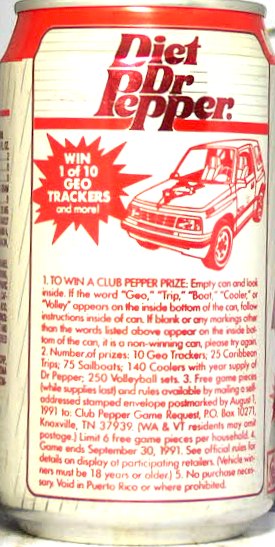 Diet
Dr
Pepper.
WIN
1 of 10
GEO
TRACKERS
and more!
1. TO WIN A CLUB PEPPER PRIZE: Empty can and look
inside. If the word "Geo," "Trip," "Boat," "Cooler," or
"Volley" appears on the inside bottom of the can, follow
instructions inside of can. If blank or any markings other
than the words listed above appear on the inside bot-
tom of the can, it is a non-winning can, please try again.
2. Number of prizes: 10 Geo Trackers; 25 Caribbean
Trips; 75 Sailboats; 140 Coolers with year supply of
Dr Pepper; 250 Volleyball sets. 3. Free game pieces
(while supplies last) and rules available by mailing a self-
addressed stamped envelope postmarked by August 1,
1991 to: Club Pepper Game Request, P.O. Box 10271,
Knoxville, TN 37939. (WA & VT residents may omit
postage.) Limit 6 free game pieces per household. 4.
Game ends September 30, 1991. See official rules for
details on display at participating retailers. (Vehicle win-
ners must be 18 years or older.) 5. No purchase neces-
sary. Void in Puerto Rico or where prohibited.